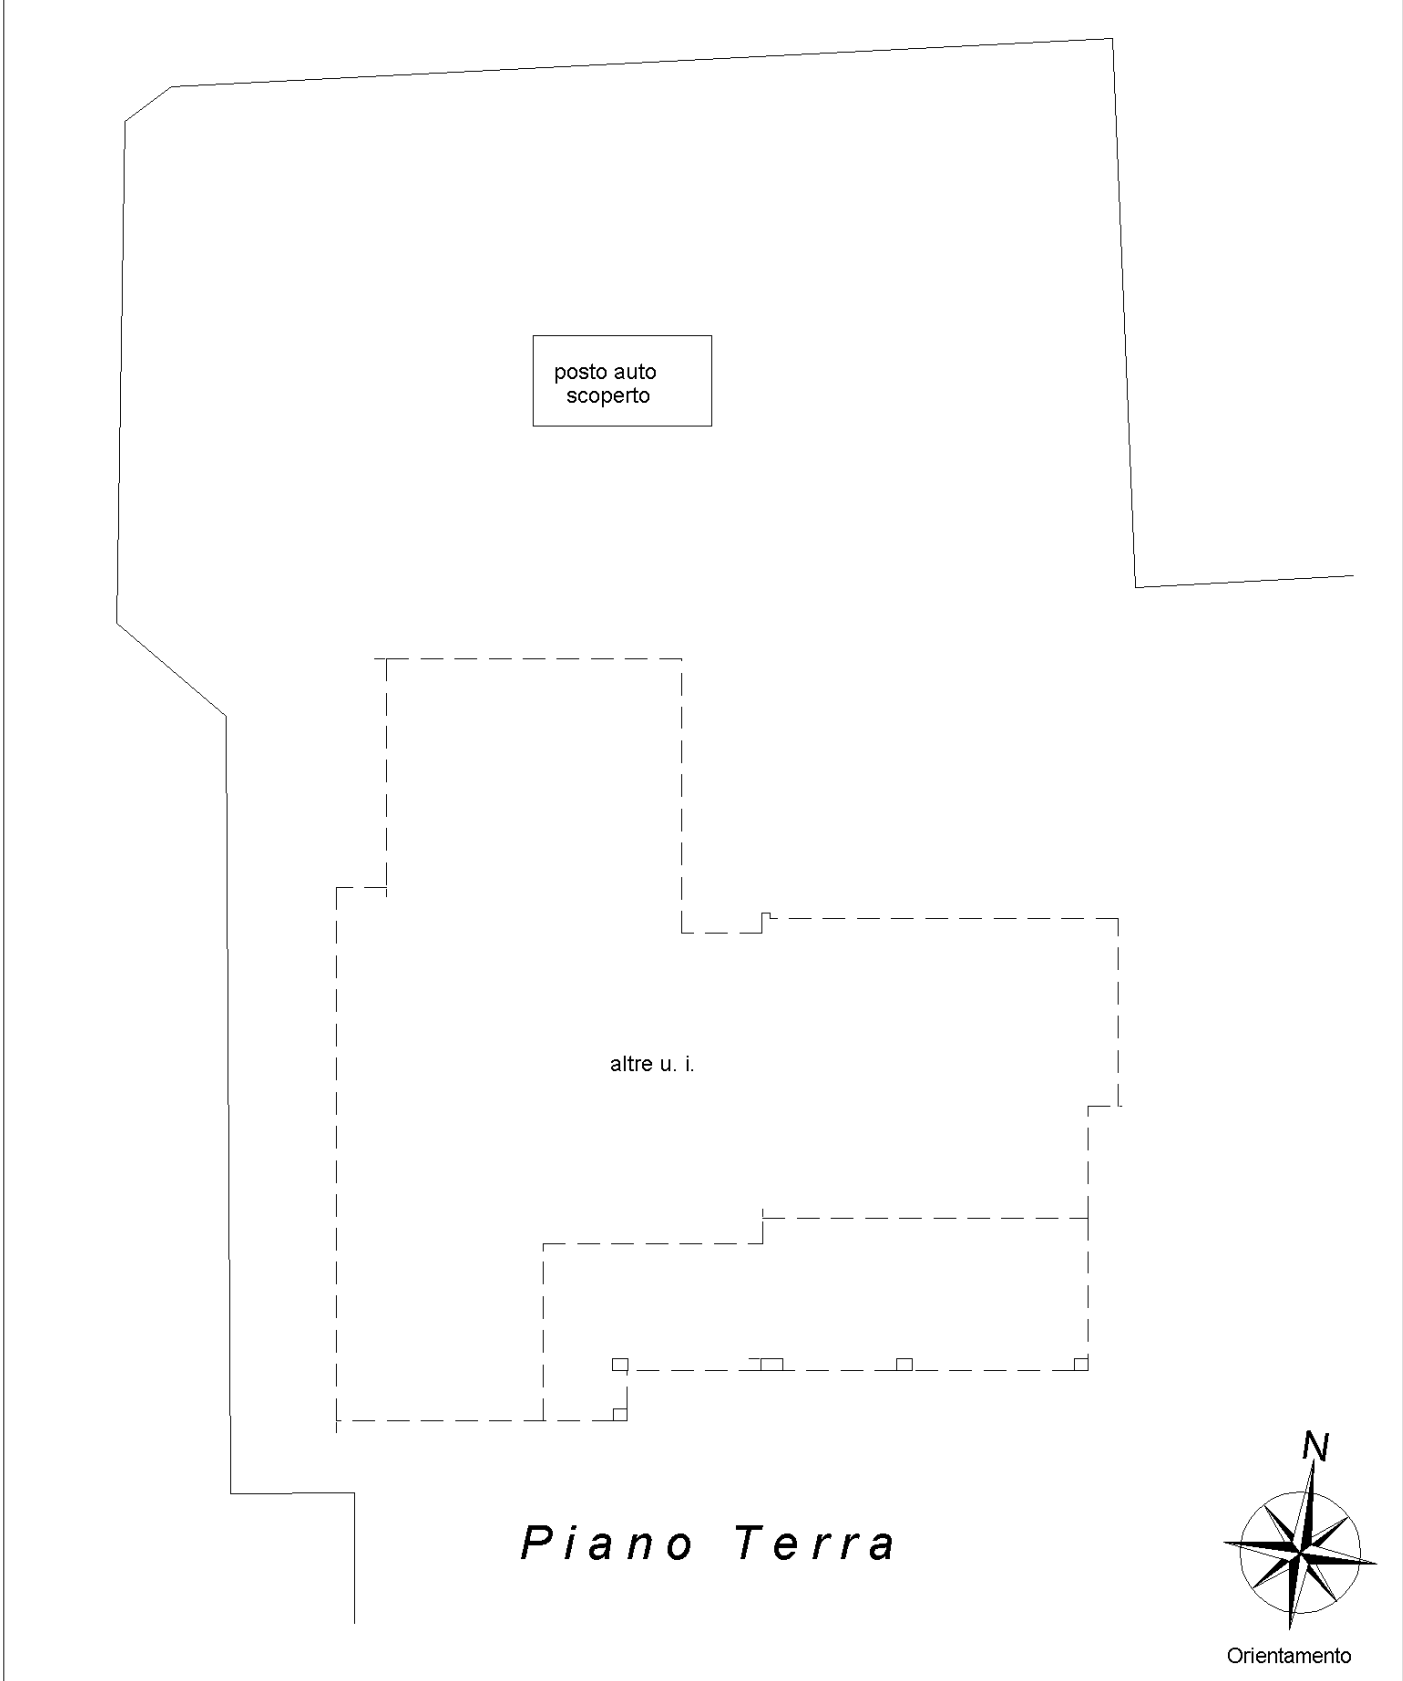 posto auto
scoperto
altre u. i.
Piano Terra
N
Orientamento